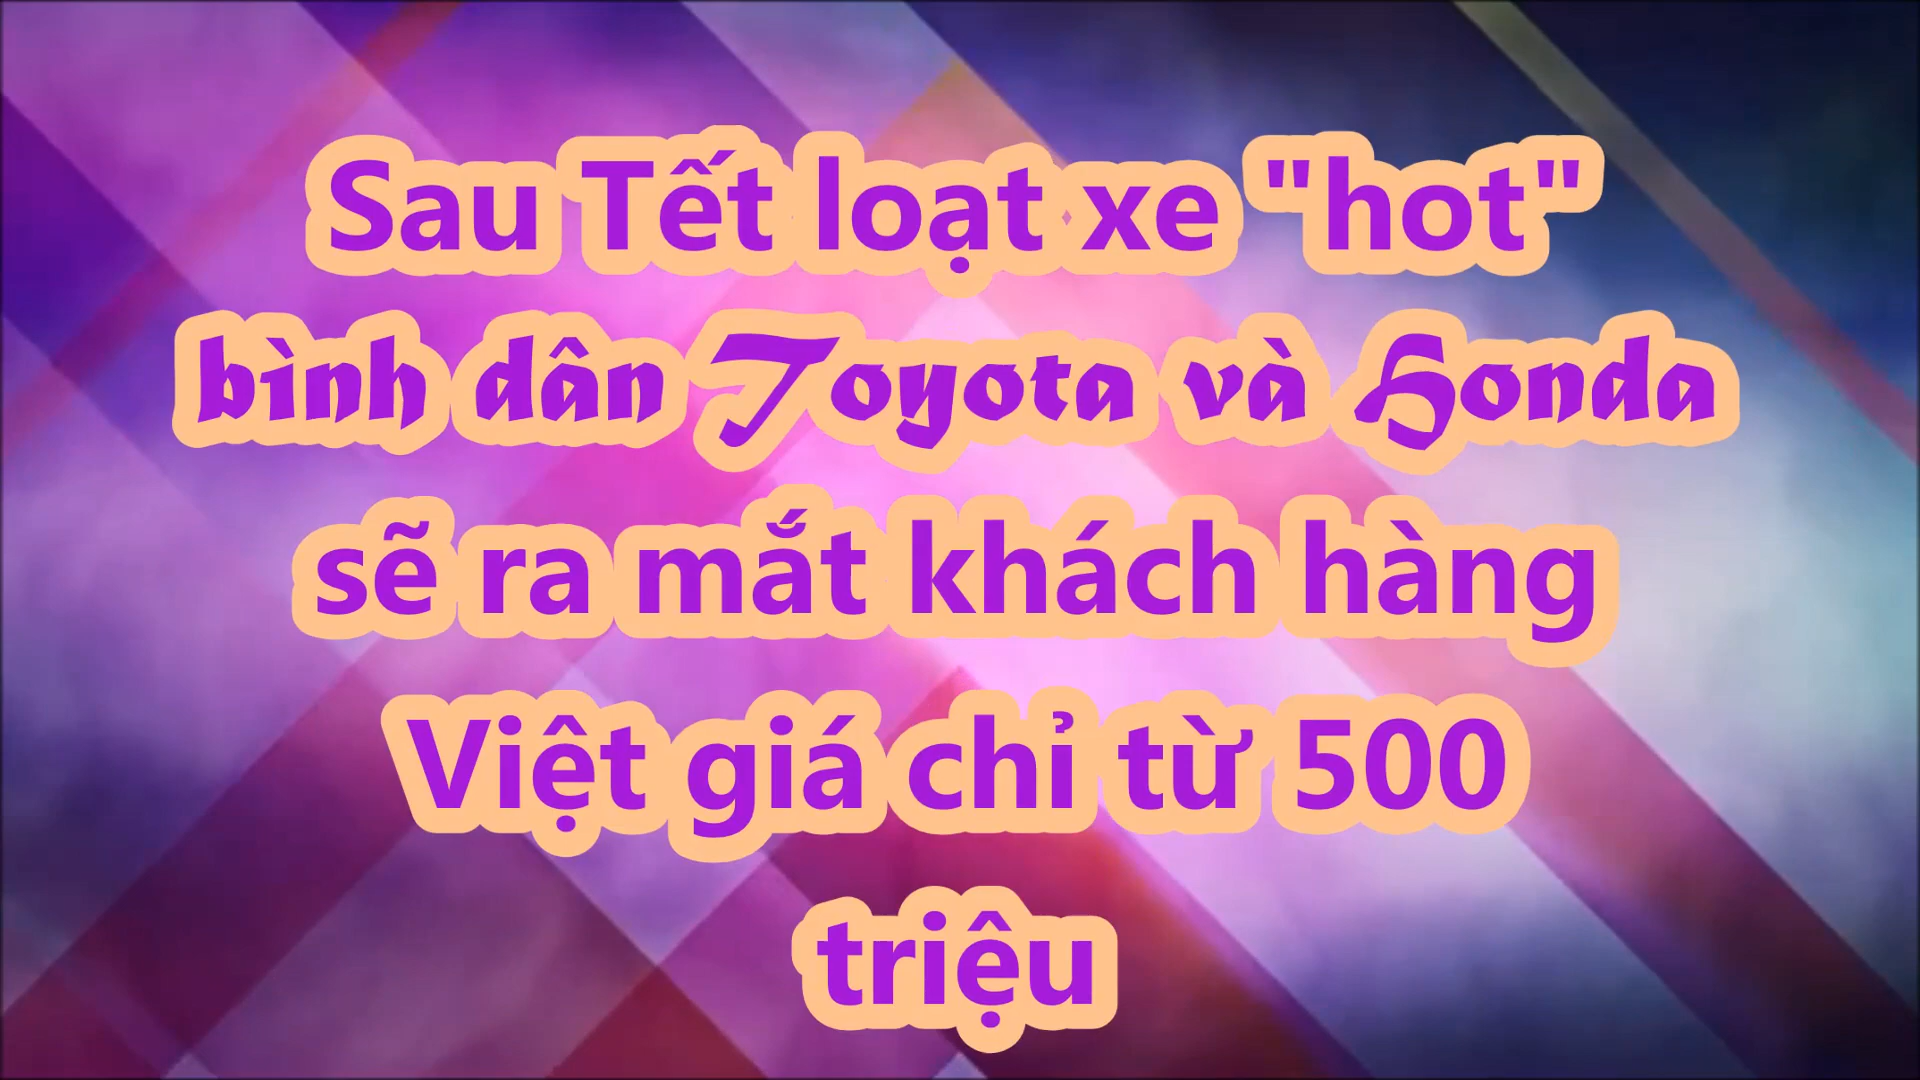 Sau Tết loạt xe "hot"
bình dân Toyota và Honda
sẽ ra mắt khách hàng
Việt giá chỉ từ 500
triệu